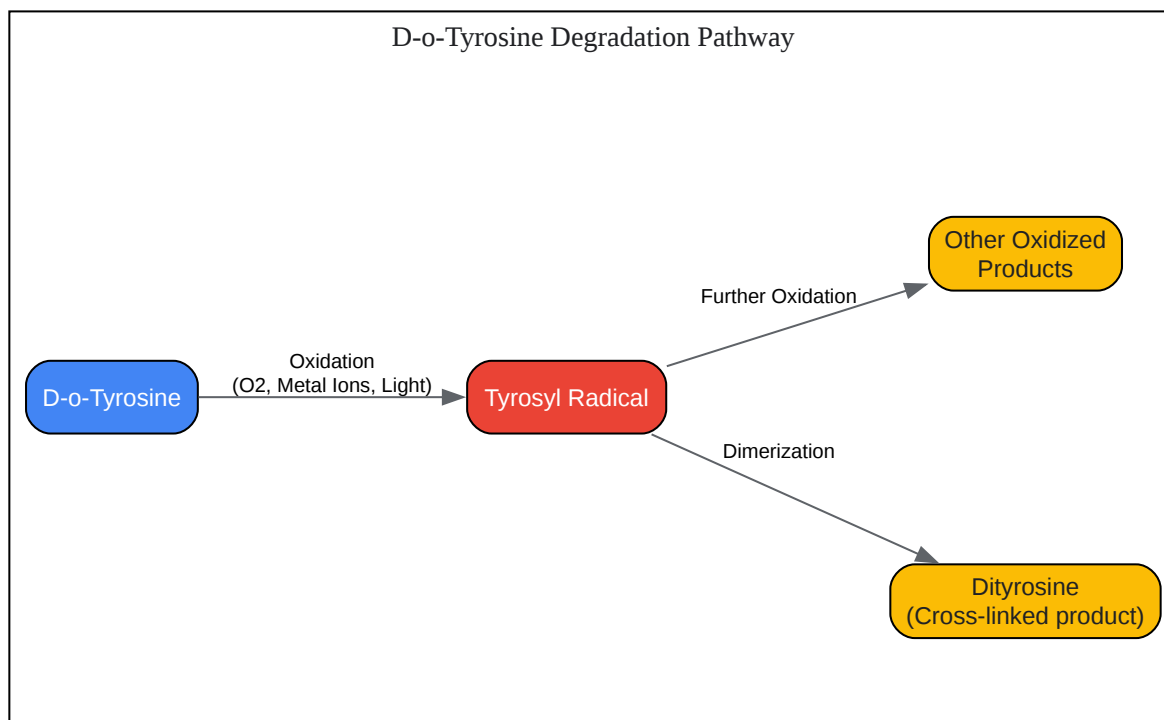 D-o-Tyrosine Degradation Pathway
Other Oxidized
Products
Further Oxidation
Oxidation
(O2, Metal Ions, Light)
D-o-Tyrosine
Tyrosyl Radical
Dimerization
Dityrosine
(Cross-linked product)